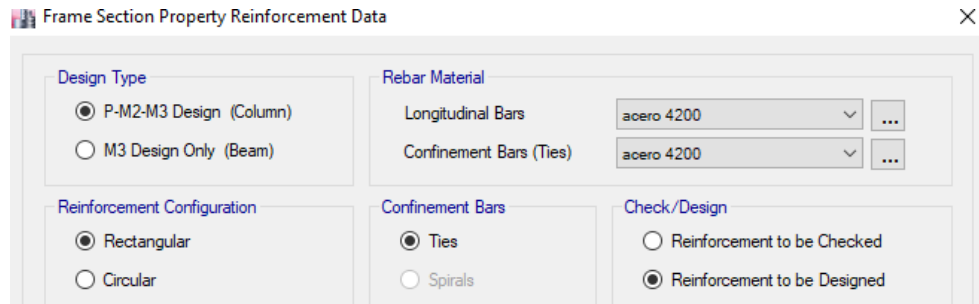 Frame Section Property Reinforcement Data
Design Type
P-M2-M3 Design (Column)
M3 Design Only (Beam)
Rebar Material
Longitudinal Bars
acero 4200
...
Confinement Bars (Ties)
acero 4200
...
Reinforcement Configuration
Rectangular
Circular
Confinement Bars
Ties
Spirals
Check/Design
Reinforcement to be Checked
Reinforcement to be Designed